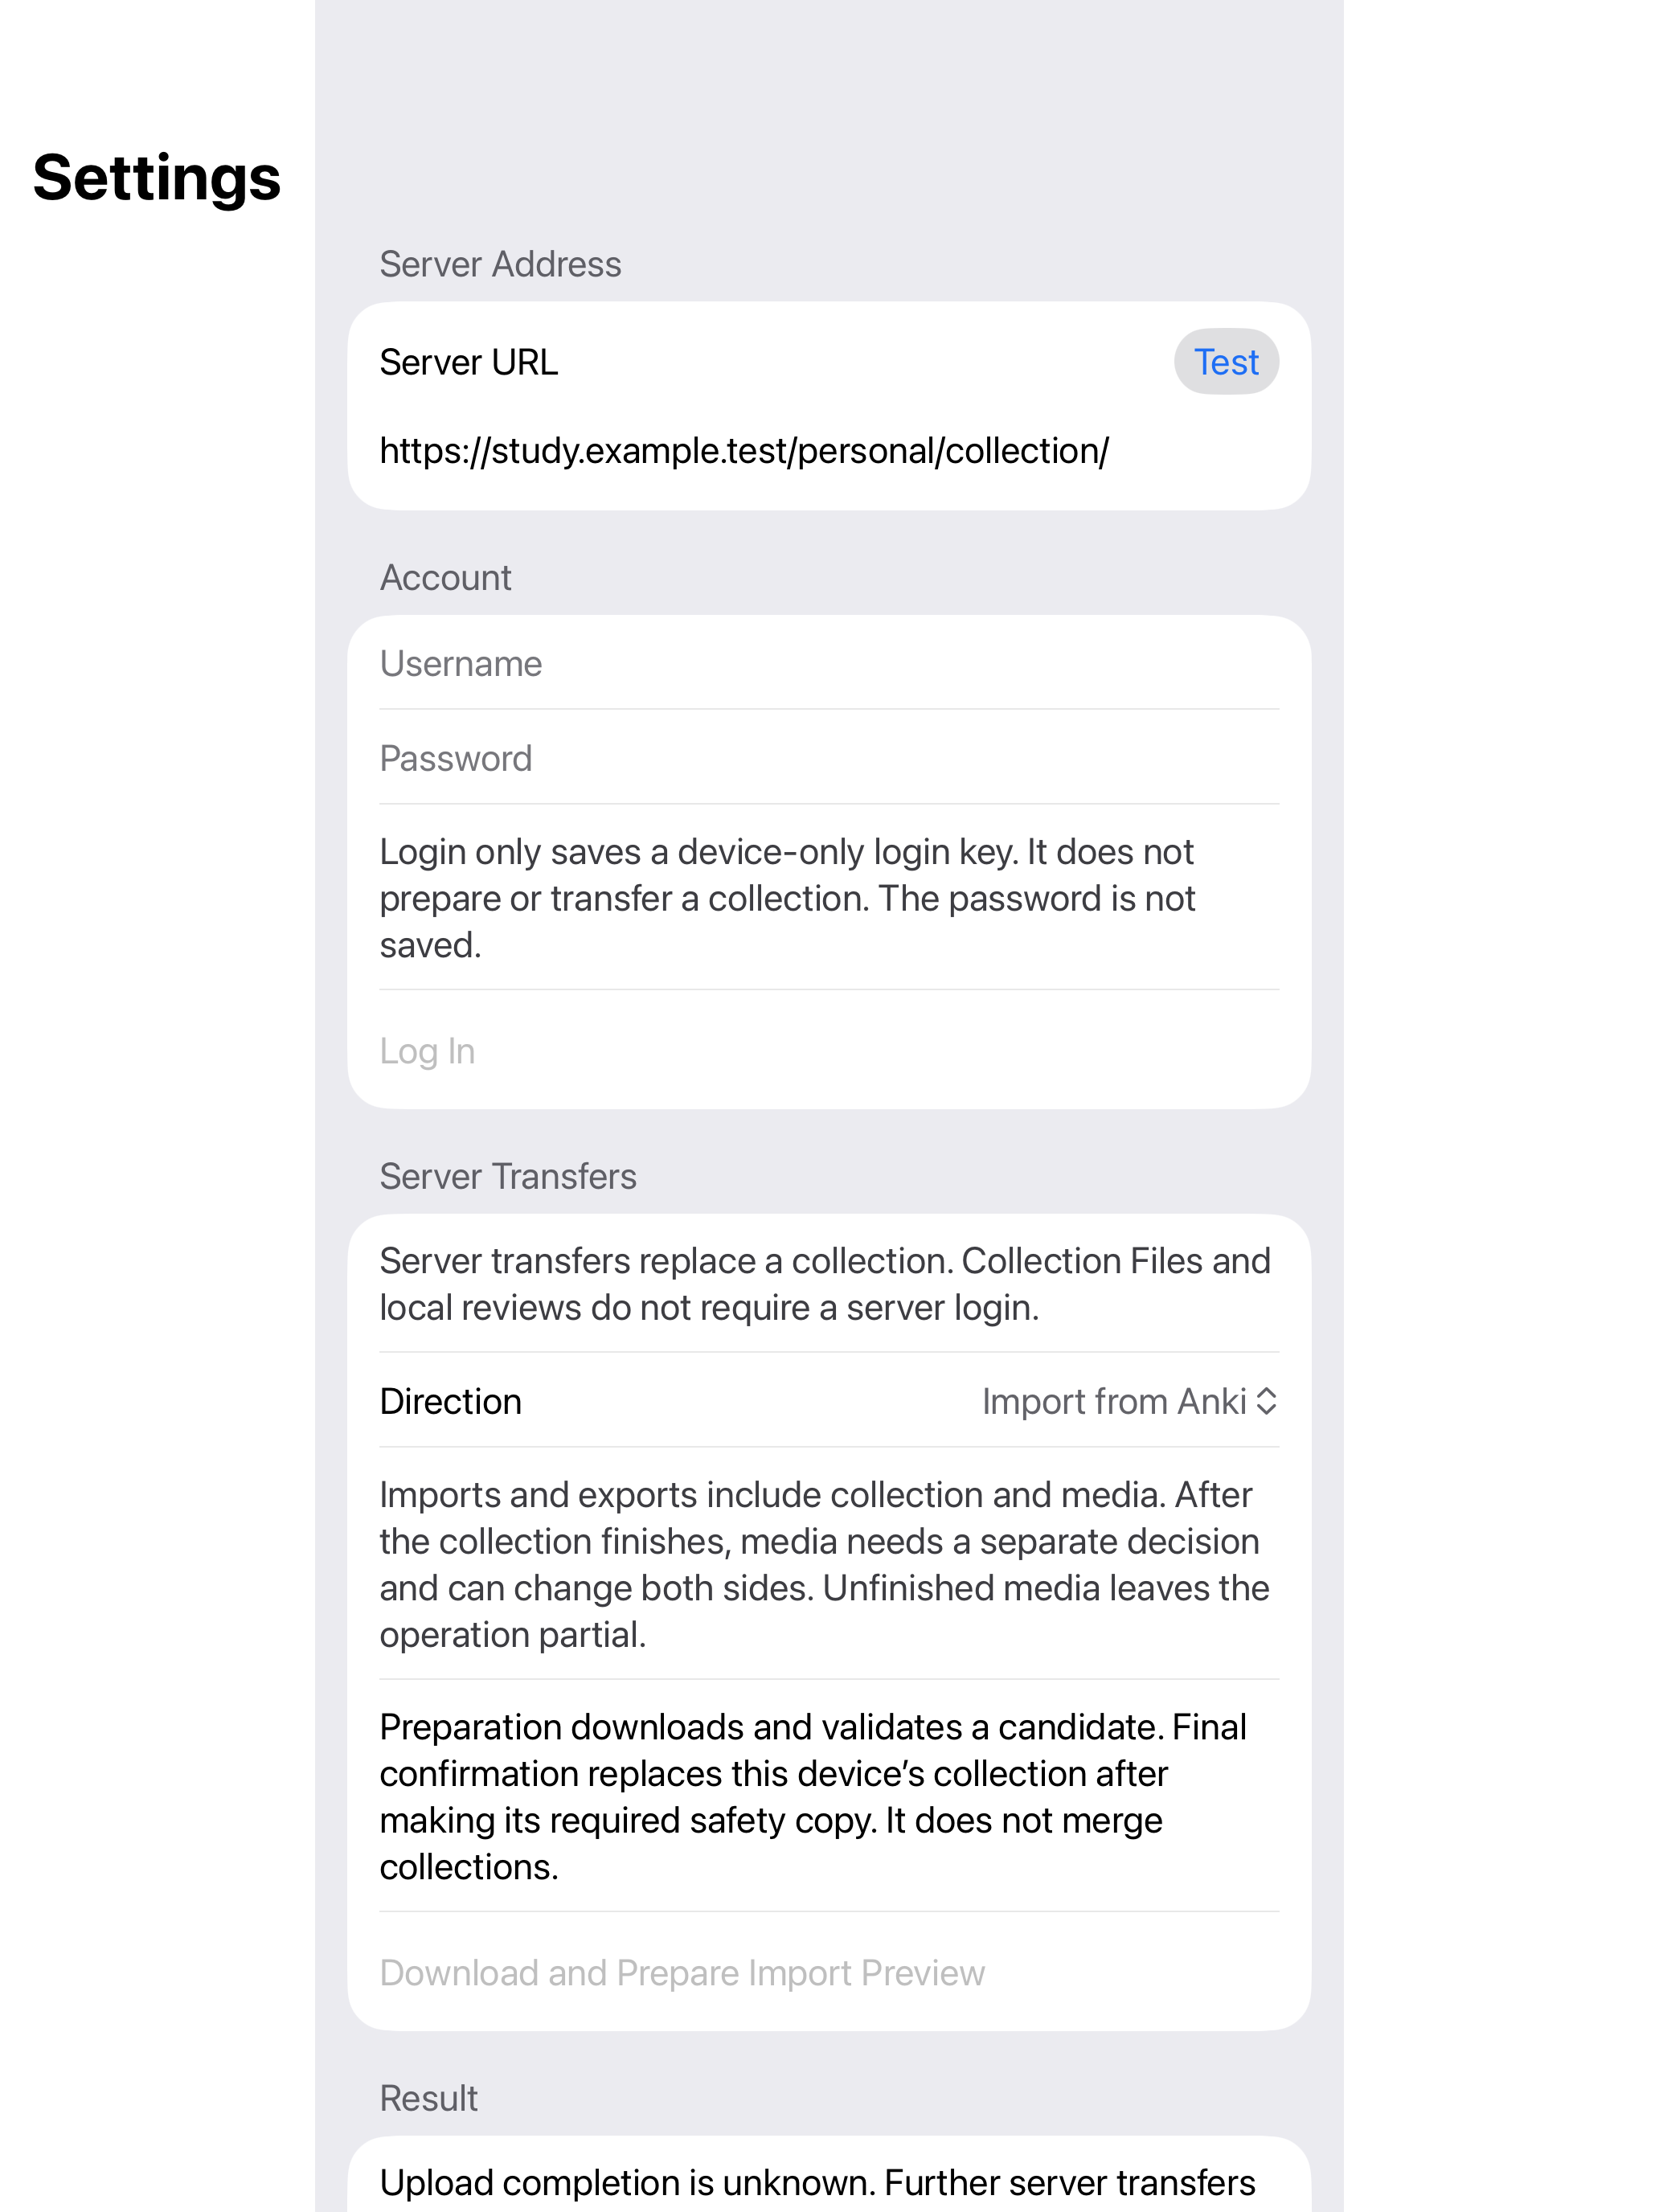 Settings
Server Address
Server URL
Test
https://study.example.test/personal/collection/
Account
Username
Password
Login only saves a device-only login key. It does not
prepare or transfer a collection. The password is not
saved.
Log In
Server Transfers
Server transfers replace a collection. Collection Files and
local reviews do not require a server login.
Direction
Import from Anki
Imports and exports include collection and media. After
the collection finishes, media needs a separate decision
and can change both sides. Unfinished media leaves the
operation partial.
Preparation downloads and validates a candidate. Final
confirmation replaces this device’s collection after
making its required safety copy. It does not merge
collections.
Download and Prepare Import Preview
Result
Upload completion is unknown. Further server transfers